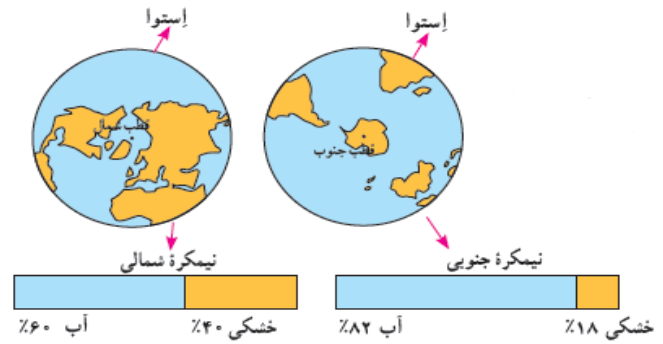 اِستوا
اِستوا
قطب شمال
قطب جنوب
نیمکرهٔ شمالی
نیمکرهٔ جنوبی
آب ۶۰٪
خشکی ۴۰٪
آب ۸۲٪
خشکی ۱۸٪